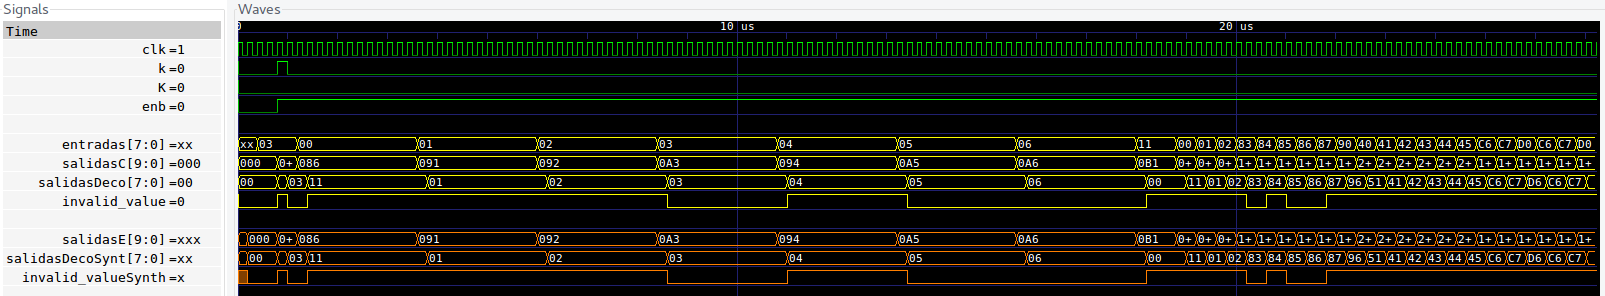 Signals Waves
Time 0 10 us 20 us
clk =1
k =0
K =0
enb =0
entradas[7:0] =xx xx 03 00 01 02 03 04 05 06 11 00 01 02 83 84 85 86 87 90 40 41 42 43 44 45 C6 C7 D0 C6 C7 D0
salidasC[9:0] =000 000 0+ 086 091 092 0A3 094 0A5 0A6 0B1 0+ 0+ 0+ 1+ 1+ 1+ 1+ 1+ 1+ 2+ 2+ 2+ 2+ 2+ 2+ 1+ 1+ 1+ 1+ 1+ 1+
salidasDeco[7:0] =00 00 03 11 01 02 03 04 05 06 00 11 01 02 83 84 85 86 87 96 51 41 42 43 44 45 C6 C7 D6 C6 C7
invalid_value =0
salidasE[9:0] =xxx 000 0+ 086 091 092 0A3 094 0A5 0A6 0B1 0+ 0+ 0+ 1+ 1+ 1+ 1+ 1+ 1+ 2+ 2+ 2+ 2+ 2+ 2+ 1+ 1+ 1+ 1+ 1+ 1+
salidasDecoSynt[7:0] =xx 00 03 11 01 02 03 04 05 06 00 11 01 02 83 84 85 86 87 96 51 41 42 43 44 45 C6 C7 D6 C6 C7
invalid_valueSynth =x